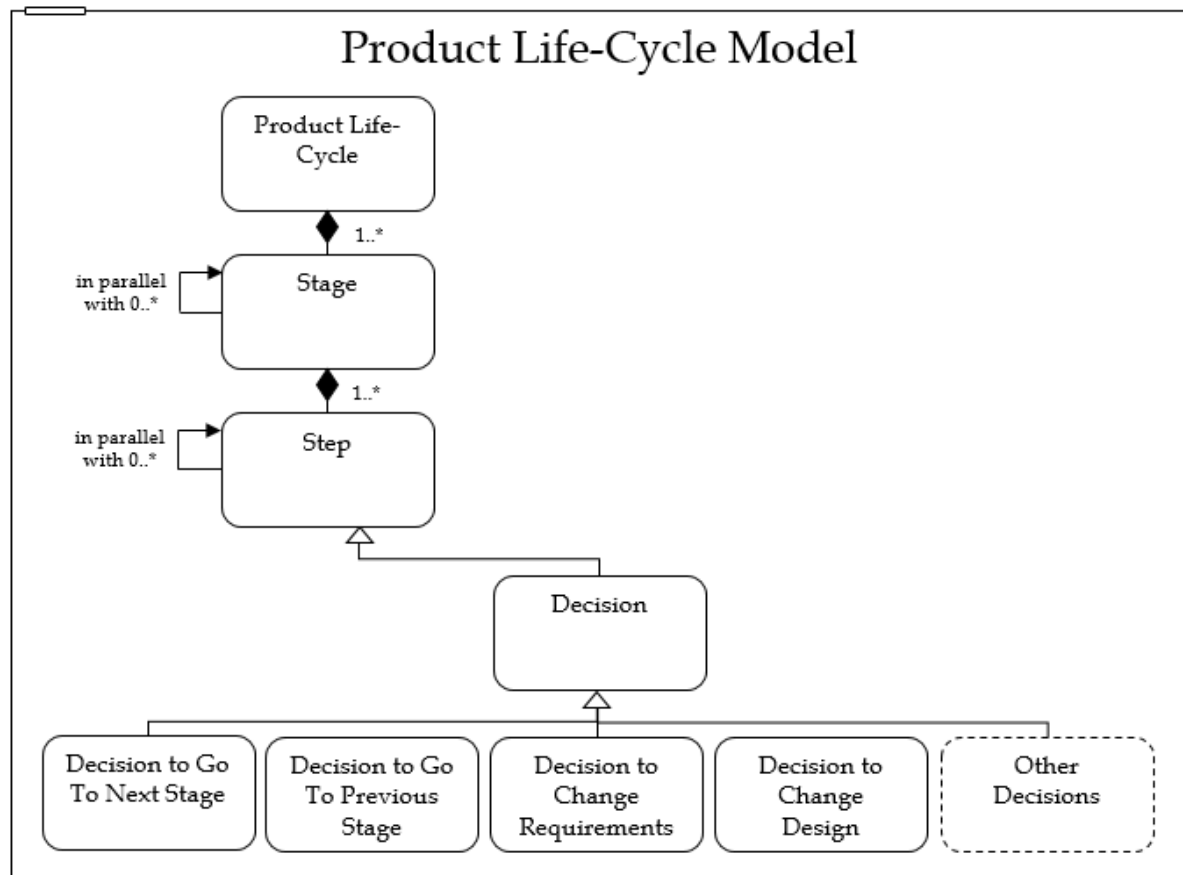 Product Life-Cycle Model
Product Life-
Cycle
1..*
in parallel
with 0..*
Stage
1..*
in parallel
with 0..*
Step
Decision
Decision to Go
To Next Stage
Decision to Go
To Previous
Stage
Decision to
Change
Requirements
Decision to
Change
Design
Other
Decisions